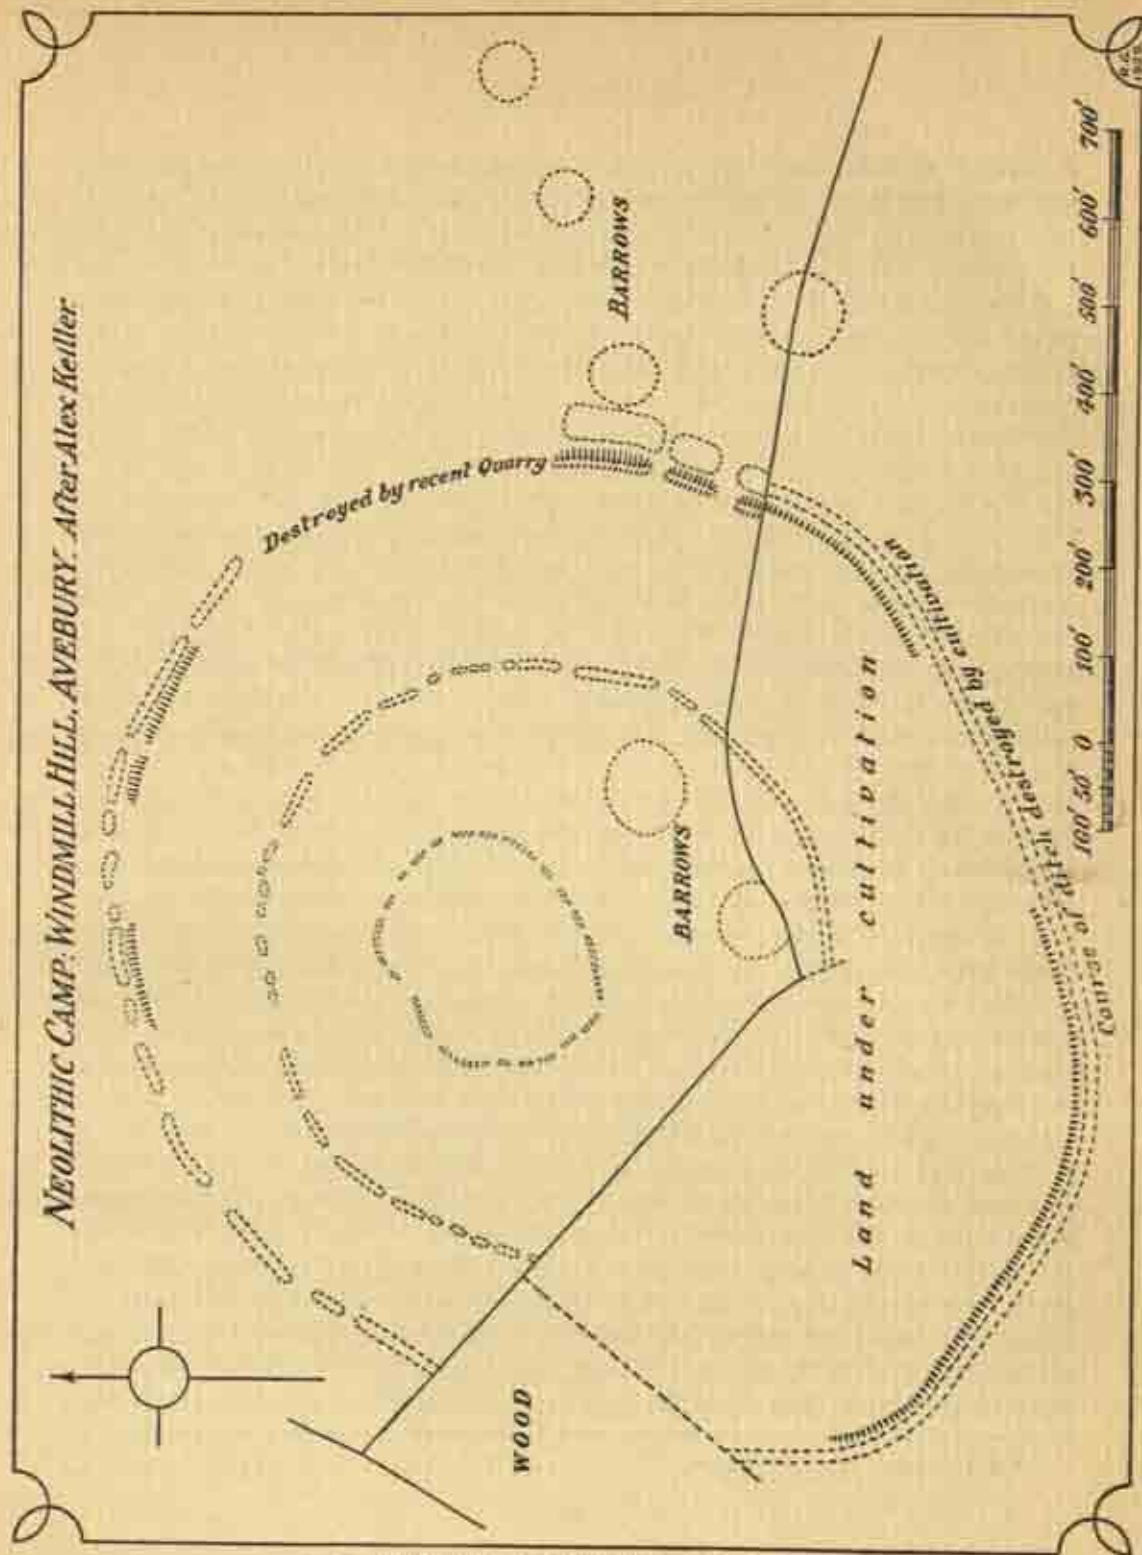 NEOLITHIC CAMP: WINDMILL HILL, AVEBURY. After Alex Keiller.
Destroyed by recent Quarry
BARROWS
BARROWS
WOOD
Land under cultivation
Course of ditch destroyed by cultivation
100' 50' 0 100' 200' 300' 400' 500' 600' 700'